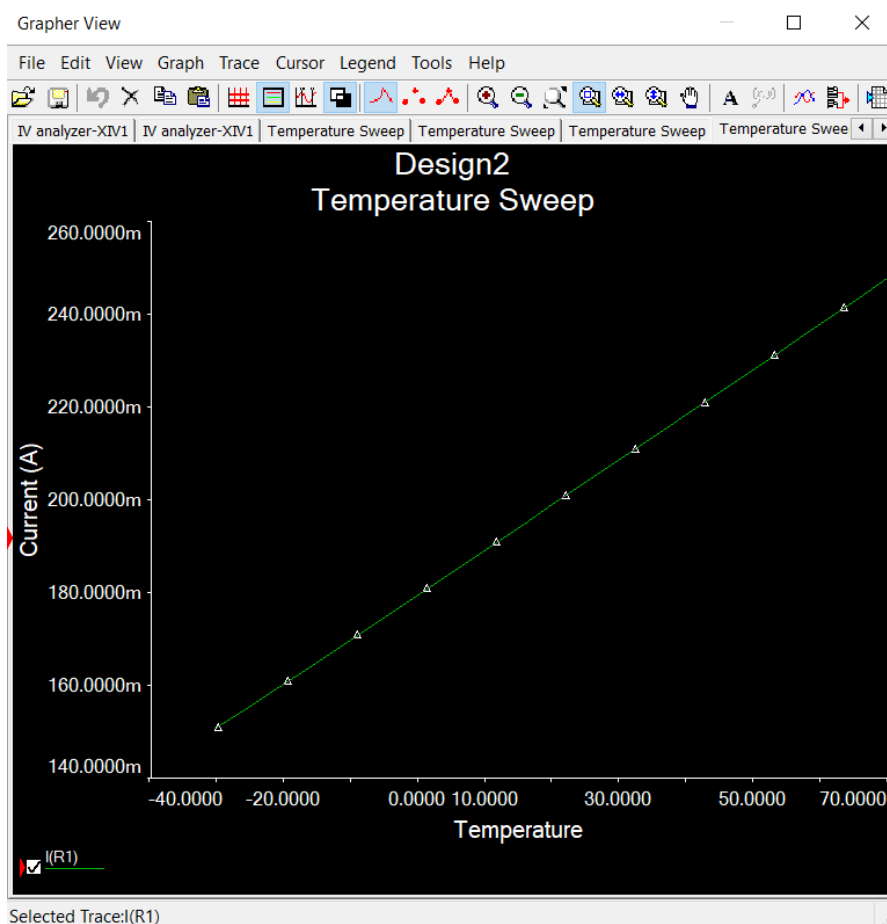 Grapher View
File Edit View Graph Trace Cursor Legend Tools Help
A
IV analyzer-XIV1 IV analyzer-XIV1 Temperature Sweep Temperature Sweep Temperature Sweep Temperature Swee
Design2
Temperature Sweep
260.0000m
240.0000m
220.0000m
200.0000m
180.0000m
160.0000m
140.0000m
Current (A)
-40.0000 -20.0000 0.0000 10.0000 30.0000 50.0000 70.0000
Temperature
I(R1)
Selected Trace:I(R1)